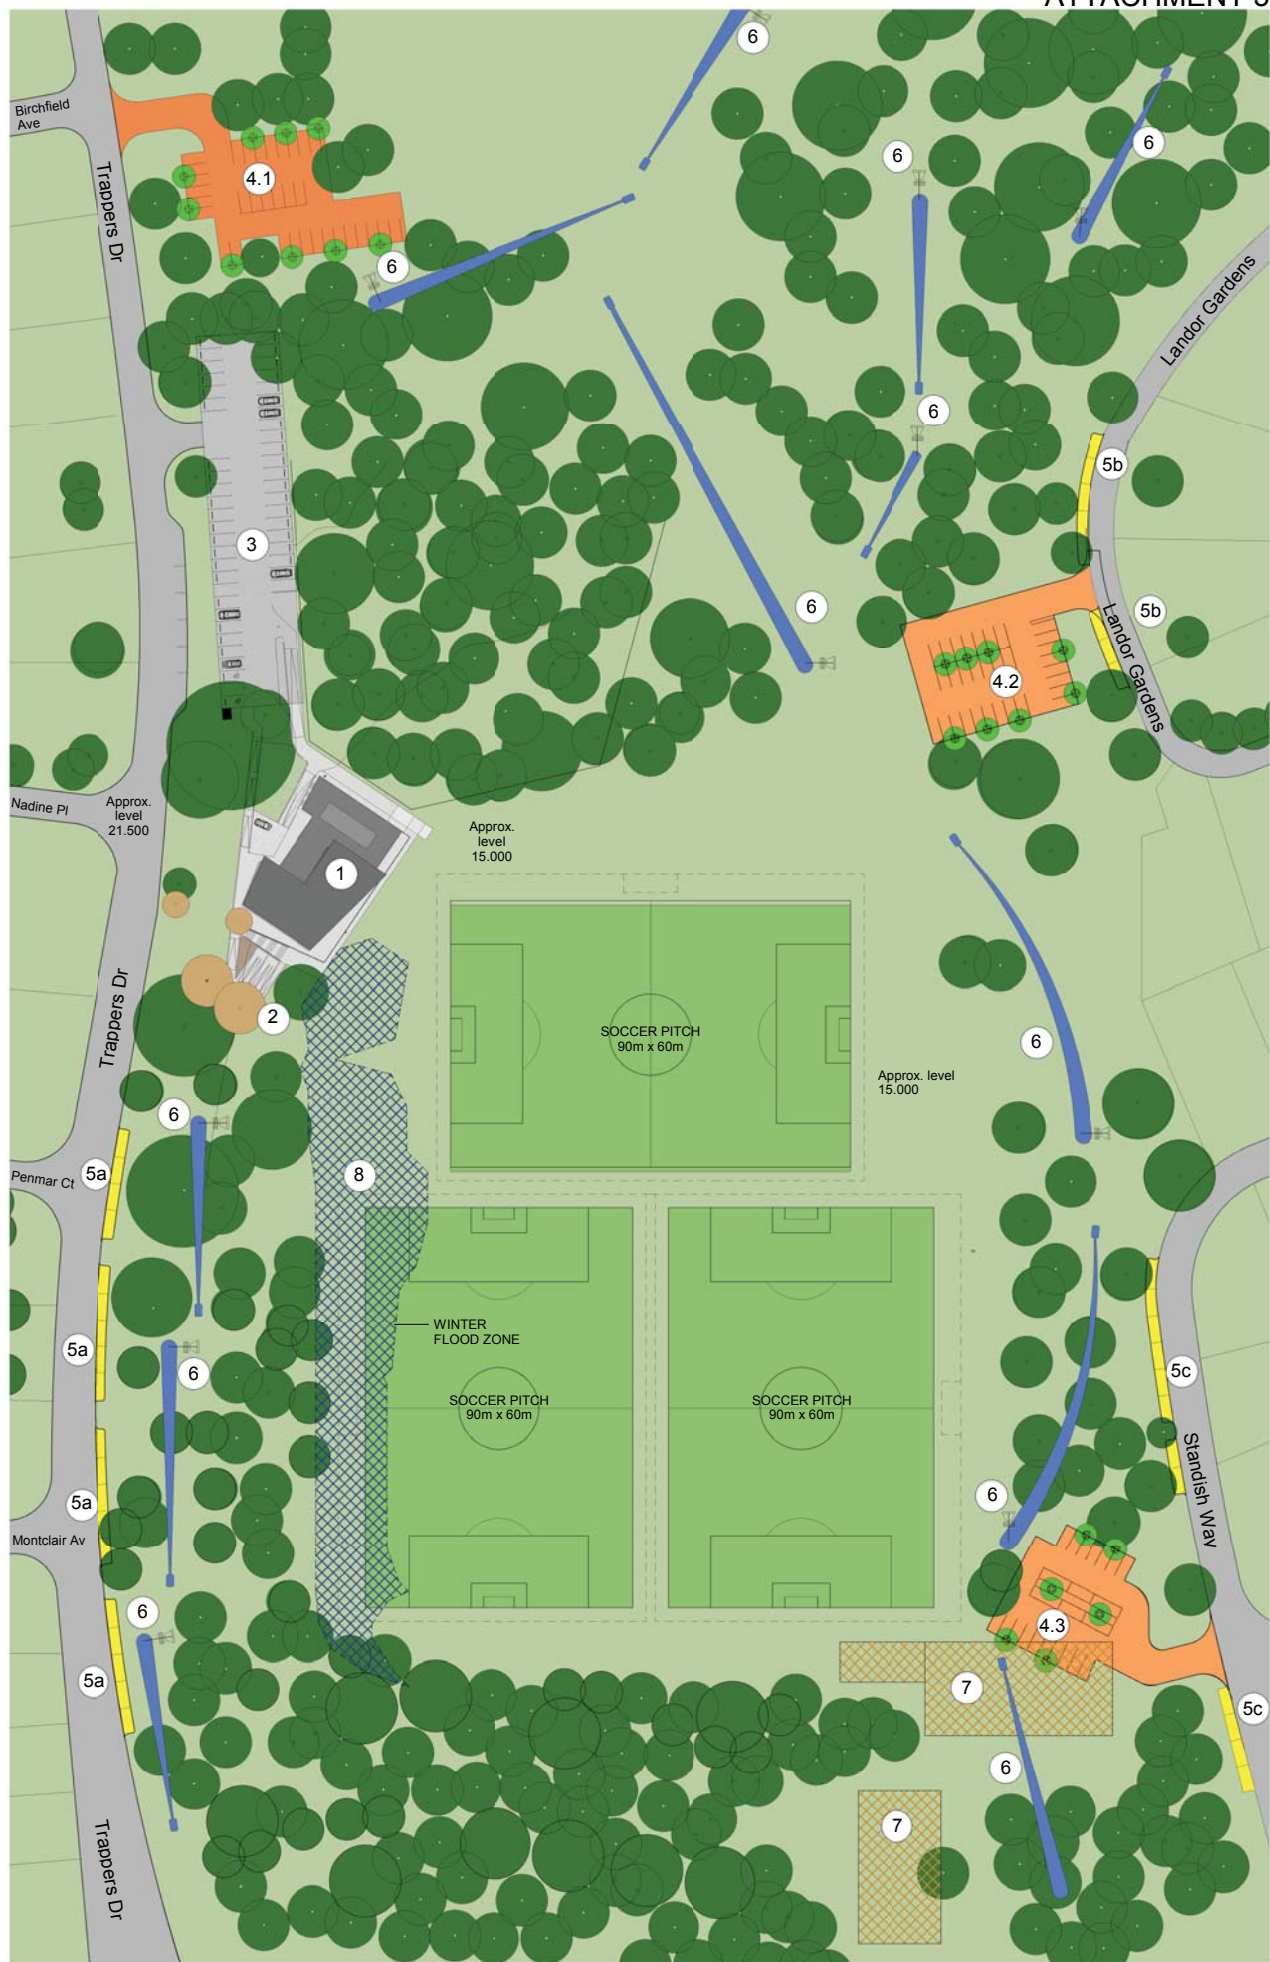 ATTACHMENT 5
6
Birchfield
Ave
6
6
4.1
Trappers Dr
6
Landor Gardens
6
5b
3
6
5b
Landor Gardens
4.2
Nadine Pl
Approx.
level
21.500
Approx.
level
15.000
1
Trappers Dr
2
SOCCER PITCH
90m x 60m
6
Approx. level
15.000
6
Penmar Ct
5a
8
WINTER
FLOOD ZONE
5a
6
5c
SOCCER PITCH
90m x 60m
SOCCER PITCH
90m x 60m
Standish Way
5a
6
Montclair Av
6
4.3
5a
7
5c
6
7
Trappers Dr